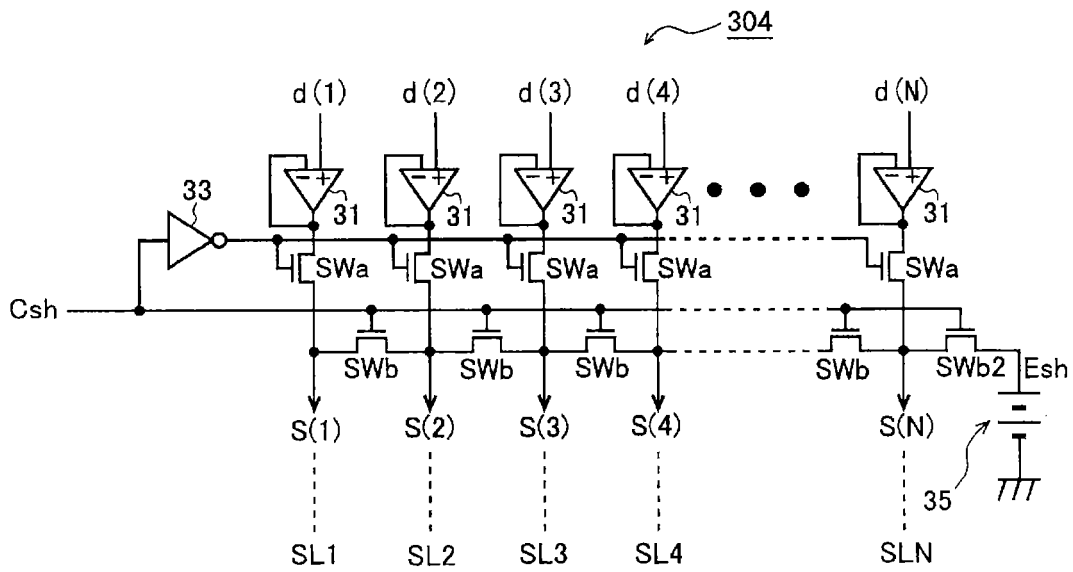 304
d(1) d(2) d(3) d(4) d(N)
33
31 31 31 31 31
SWa SWa SWa SWa SWa
Csh
SWb SWb SWb SWb SWb2 Esh
S(1) S(2) S(3) S(4) S(N)
35
SL1 SL2 SL3 SL4 SLN